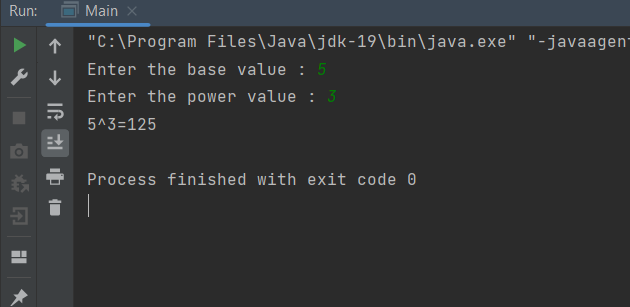 Run: Main
"C:\Program Files\Java\jdk-19\bin\java.exe" "-javaagent
Enter the base value : 5
Enter the power value : 3
5^3=125
Process finished with exit code 0